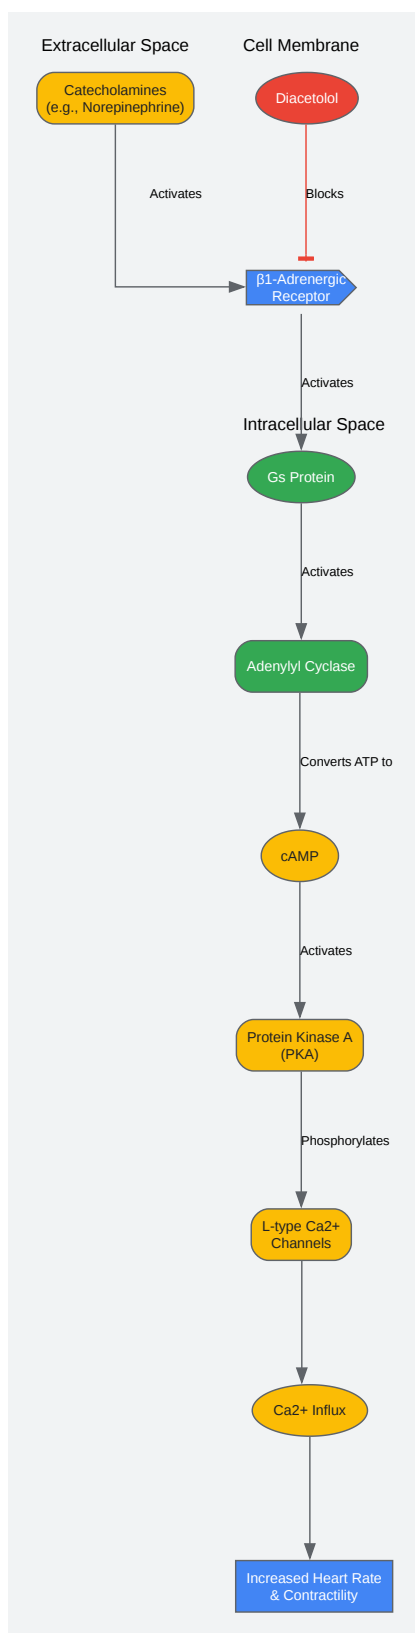 Extracellular Space
Cell Membrane
Catecholamines
(e.g., Norepinephrine)
Diacetolol
Activates
Blocks
β1-Adrenergic
Receptor
Activates
Intracellular Space
Gs Protein
Activates
Adenylyl Cyclase
Converts ATP to
cAMP
Activates
Protein Kinase A
(PKA)
Phosphorylates
L-type Ca2+
Channels
Ca2+ Influx
Increased Heart Rate
& Contractility